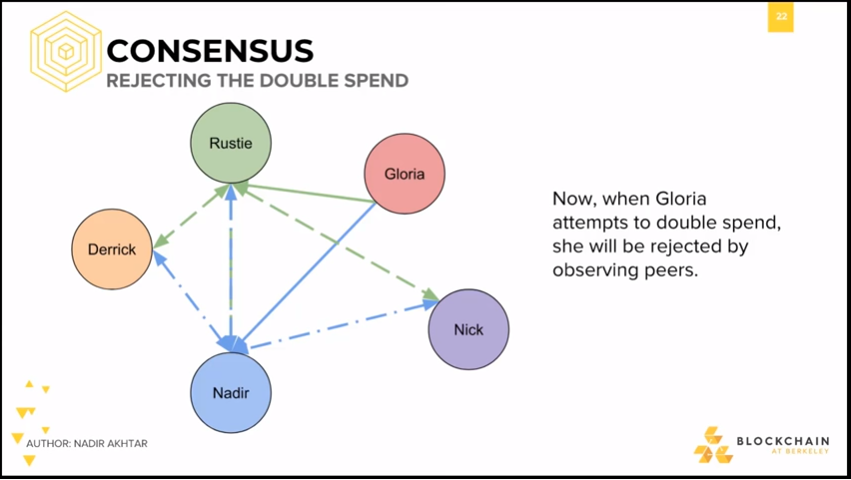 22
CONSENSUS
REJECTING THE DOUBLE SPEND
Rustie
Gloria
Derrick
Nick
Nadir
Now, when Gloria
attempts to double spend,
she will be rejected by
observing peers.
AUTHOR: NADIR AKHTAR
BLOCKCHAIN
AT BERKELEY